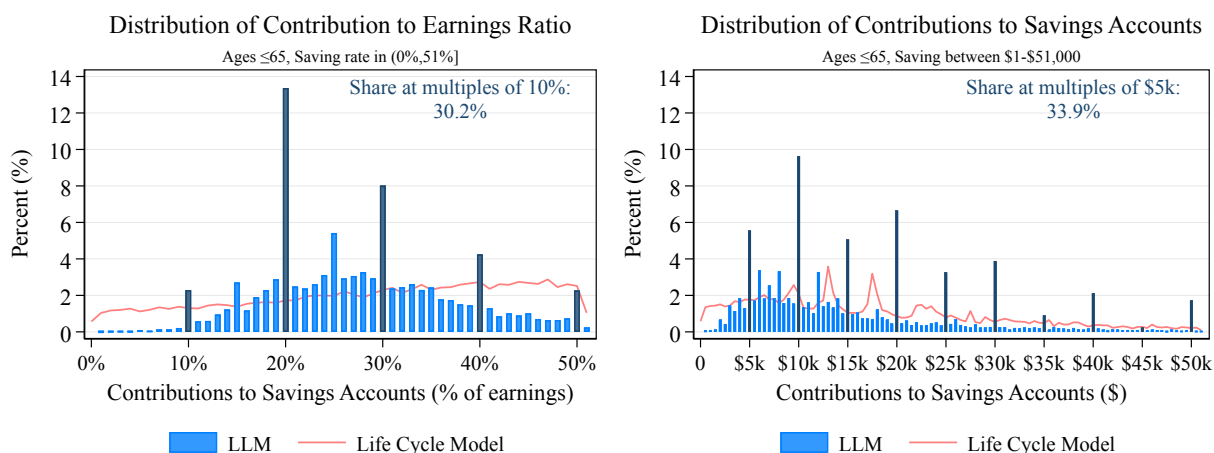 Distribution of Contribution to Earnings Ratio
Ages ≤65, Saving rate in (0%,51%]
Share at multiples of 10%:
30.2%
14
12
10
8
6
4
2
0
Percent (%)
0% 10% 20% 30% 40% 50%
Contributions to Savings Accounts (% of earnings)
LLM Life Cycle Model
Distribution of Contributions to Savings Accounts
Ages ≤65, Saving between $1-$51,000
Share at multiples of $5k:
33.9%
14
12
10
8
6
4
2
0
Percent (%)
0 $5k $10k $15k $20k $25k $30k $35k $40k $45k $50k
Contributions to Savings Accounts ($)
LLM Life Cycle Model